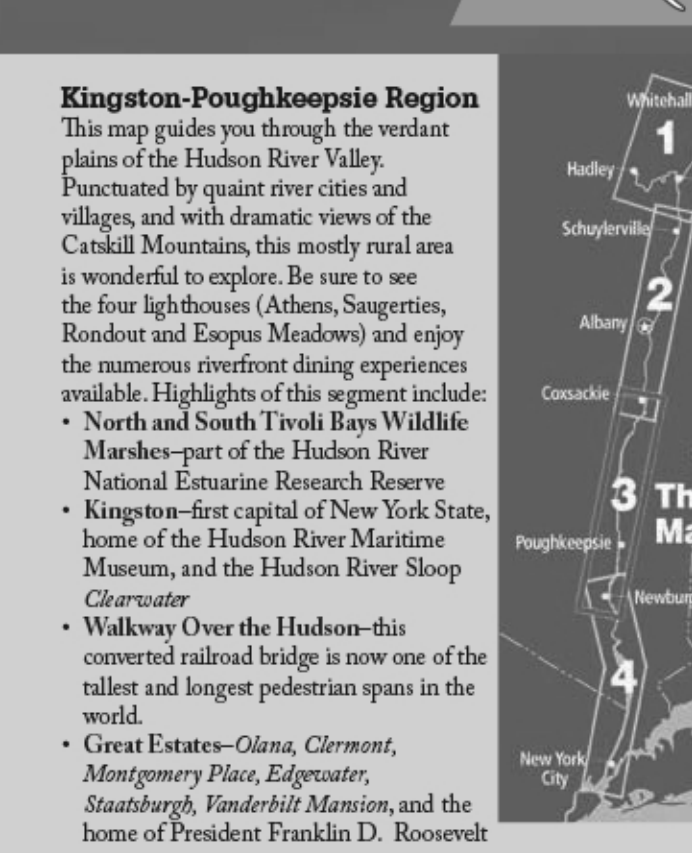 Kingston-Poughkeepsie Region
This map guides you through the verdant
plains of the Hudson River Valley.
Punctuated by quaint river cities and
villages, and with dramatic views of the
Catskill Mountains, this mostly rural area
is wonderful to explore. Be sure to see
the four lighthouses (Athens, Saugerties,
Rondout and Esopus Meadows) and enjoy
the numerous riverfront dining experiences
available. Highlights of this segment include:
• North and South Tivoli Bays Wildlife
Marshes–part of the Hudson River
National Estuarine Research Reserve
• Kingston–first capital of New York State,
home of the Hudson River Maritime
Museum, and the Hudson River Sloop
Clearwater
• Walkway Over the Hudson–this
converted railroad bridge is now one of the
tallest and longest pedestrian spans in the
world.
• Great Estates–Olana, Clermont,
Montgomery Place, Edgewater,
Staatsburgh, Vanderbilt Mansion, and the
home of President Franklin D. Roosevelt
Whitehall
1
Hadley
Schuylerville
2
Albany
Coxsackie
3
Th
Ma
Poughkeepsie
Newbur
4
New York
City